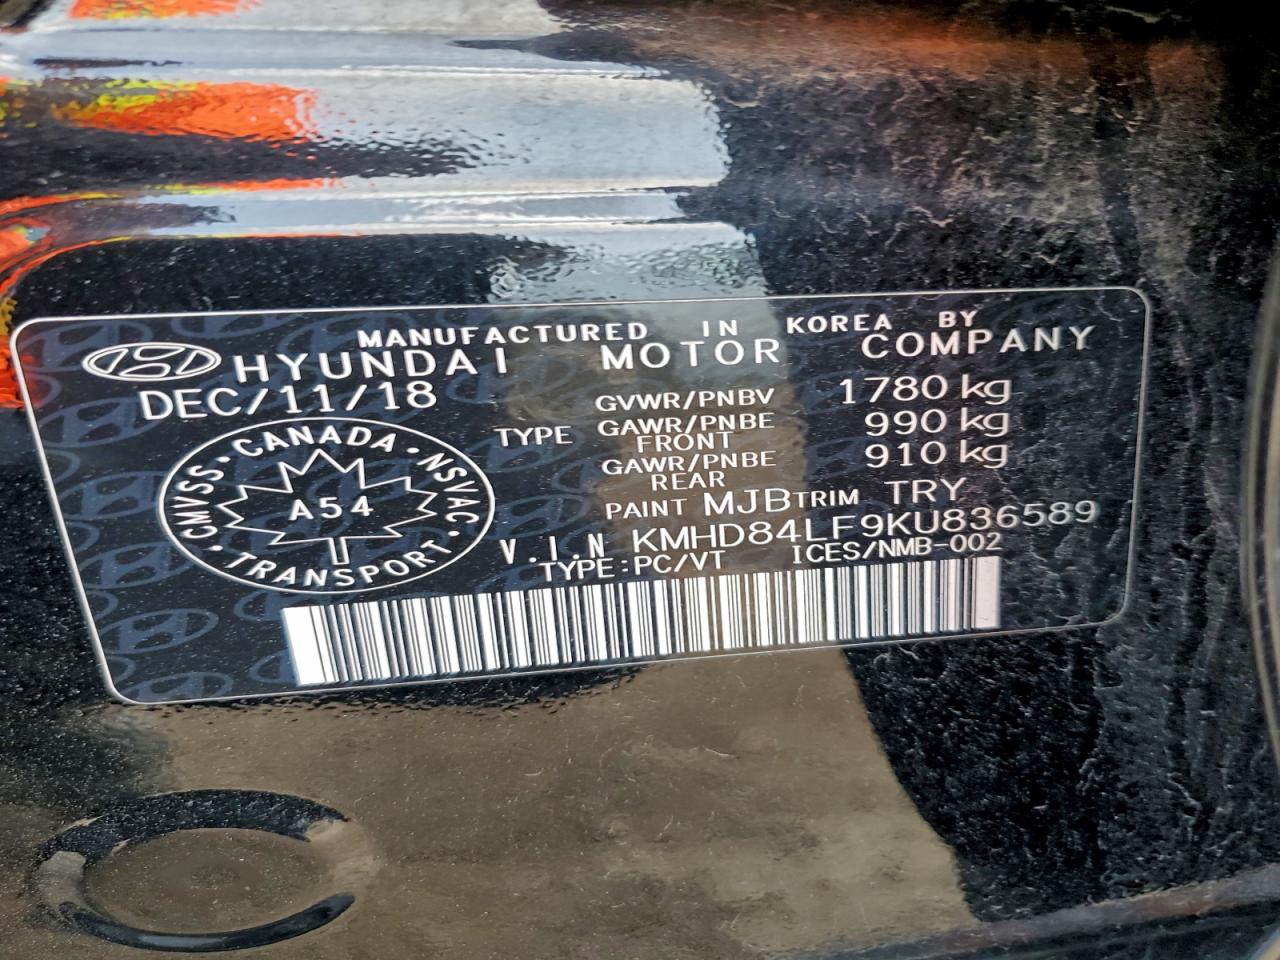 MANUFACTURED IN KOREA BY
HYUNDAI MOTOR COMPANY
DEC/11/18
GVWR/PNBV 1780 kg
TYPE GAWR/PNBE FRONT 990 kg
GAWR/PNBE REAR 910 kg
PAINT MJB TRIM TRY
V.I.N KMHD84LF9KU836589
TYPE:PC/VT ICES/NMB-002
CMVSS · CANADA · NSVAC · TRANSPORT ·
A54